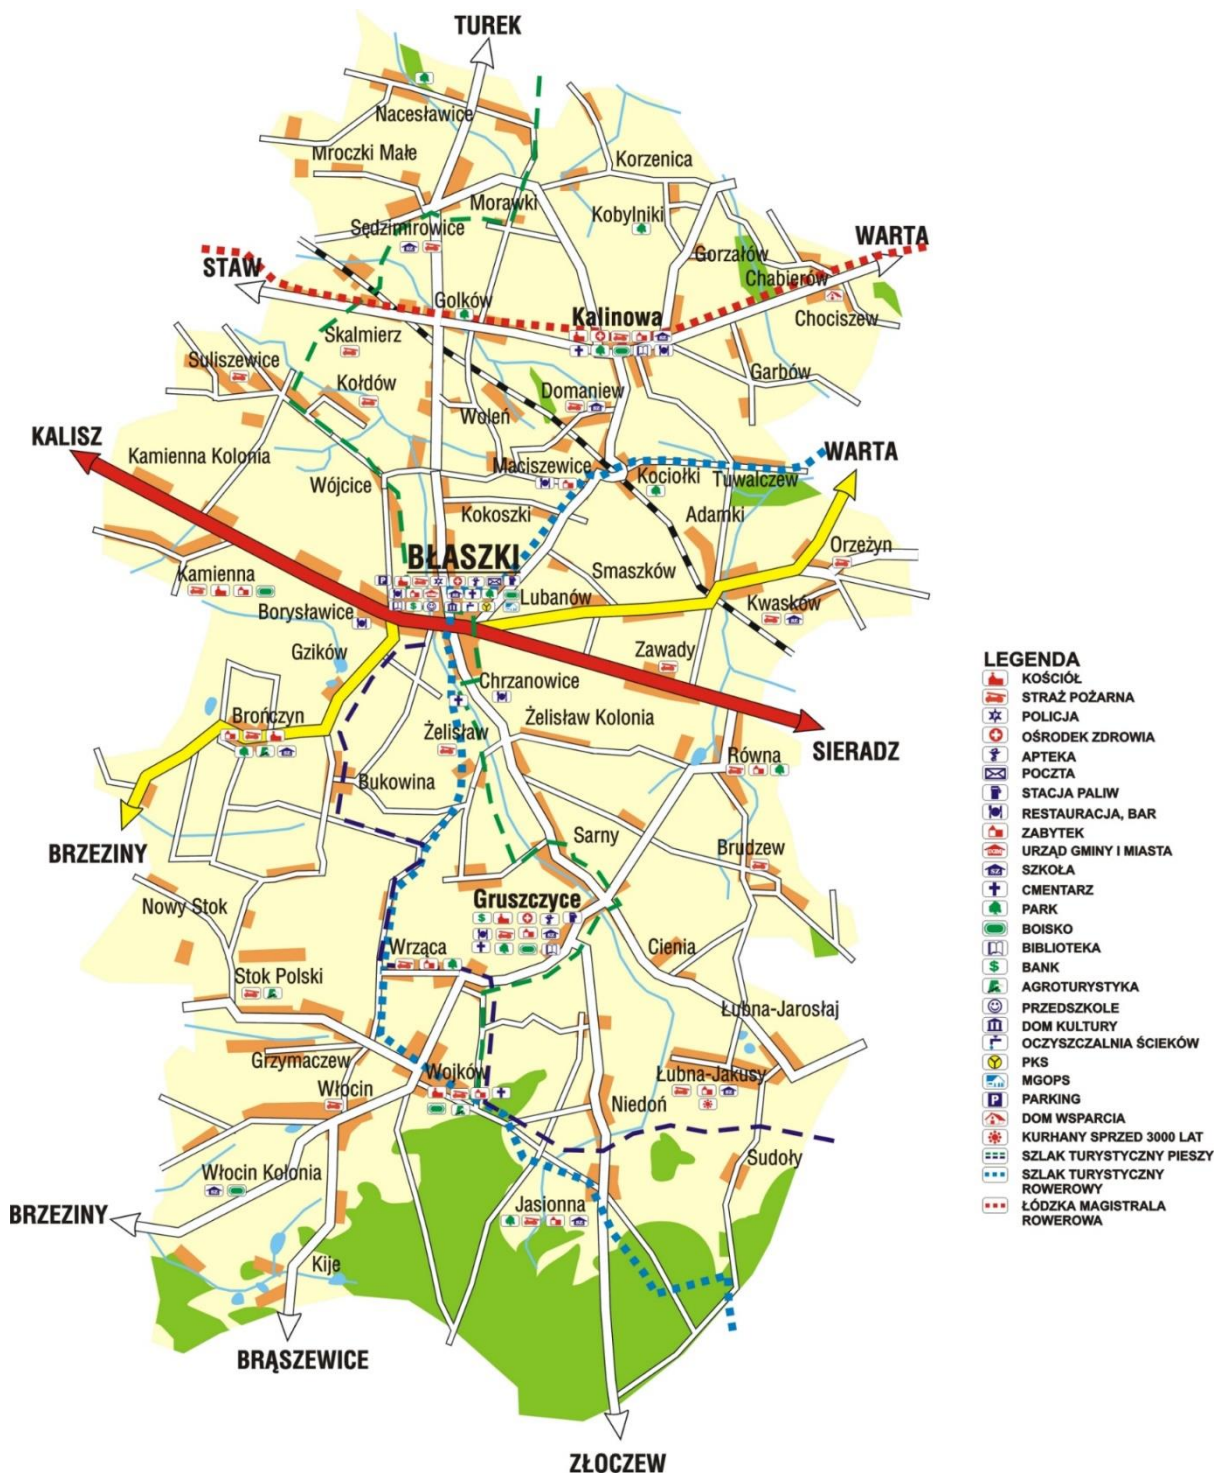 TUREK
Nacesławice
Mroczki Małe
Korzenica
Morawki
Kobylniki
Sędzimirowice
WARTA
Gorzałów
STAW
Chabierów
Golków
Kalinowa
Chociszew
Skalmierz
Suliszewice
Garbów
Kołdów
Domaniew
Woleń
KALISZ
WARTA
Kamienna Kolonia
Maciszewice
Kociołki
Tuwalczew
Wójcice
Kokoszki
Adamki
Orzeżyn
BŁASZKI
Smaszków
Kamienna
Lubanów
Kwasków
Borysławice
Gzików
Zawady
Chrzanowice
Brończyn
Żelisław Kolonia
Żelisław
SIERADZ
Równa
Bukowina
BRZEZINY
Sarny
Brudzew
Gruszczyce
Nowy Stok
Wrząca
Cienia
Stok Polski
Łubna-Jarosłaj
Grzymaczew
Wojków
Łubna-Jakusy
Włocin
Niedoń
Sudoły
Włocin Kolonia
Jasionna
BRZEZINY
Kije
BRĄSZEWICE
ZŁOCZEW
LEGENDA
KOŚCIÓŁ
STRAŻ POŻARNA
POLICJA
OŚRODEK ZDROWIA
APTEKA
POCZTA
STACJA PALIW
RESTAURACJA, BAR
ZABYTEK
URZĄD GMINY I MIASTA
SZKOŁA
CMENTARZ
PARK
BOISKO
BIBLIOTEKA
BANK
AGROTURYSTYKA
PRZEDSZKOLE
DOM KULTURY
OCZYSZCZALNIA ŚCIEKÓW
PKS
MGOPS
PARKING
DOM WSPARCIA
KURHANY SPRZED 3000 LAT
SZLAK TURYSTYCZNY PIESZY
SZLAK TURYSTYCZNY
ROWEROWY
ŁÓDZKA MAGISTRALA
ROWEROWA